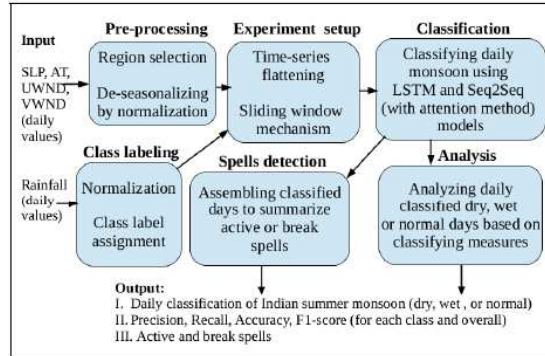 Pre-processing
Experiment setup
Classification
Input
SLP, AT,
UWND,
VWND
(daily
values)
Region selection
De-seasonalizing
by normalization
Time-series
flattening
Sliding window
mechanism
Classifying daily
monsoon using
LSTM and Seq2Seq
(with attention method)
models
Class labeling
Spells detection
Analysis
Rainfall
(daily
values)
Normalization
Class label
assignment
Assembling classified
days to summarize
active or break
spells
Analyzing daily
classified dry, wet
or normal days based on
classifying measures
Output:
I. Daily classification of Indian summer monsoon (dry, wet , or normal)
II. Precision, Recall, Accuracy, F1-score (for each class and overall)
III. Active and break spells